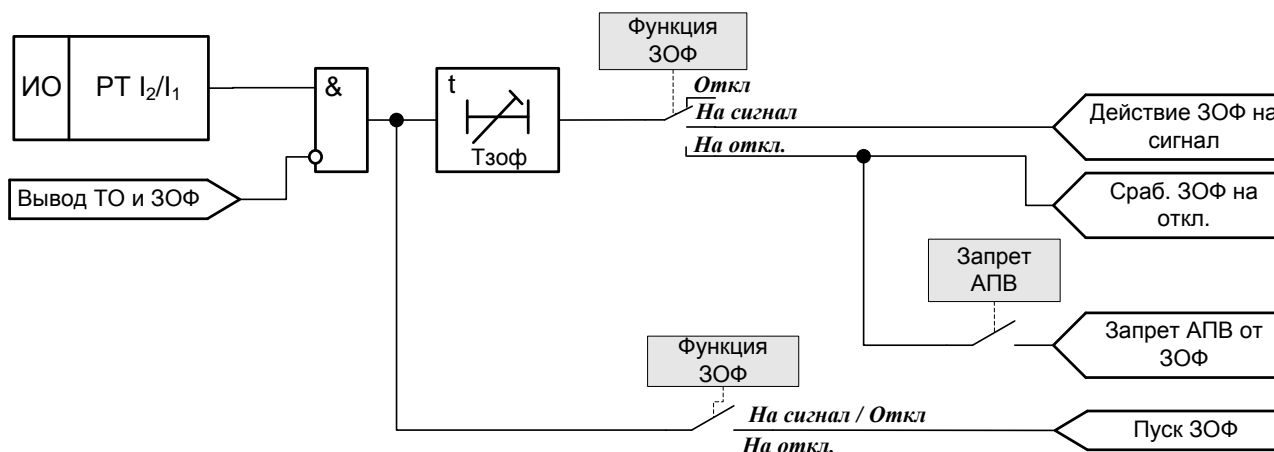 Функция
ЗОФ
ИО
РТ I₂/I₁
&
t
Тзоф
Откл
На сигнал
На откл.
Действие ЗОФ на
сигнал
Вывод ТО и ЗОФ
Сраб. ЗОФ на
откл.
Запрет
АПВ
Запрет АПВ от
ЗОФ
Функция
ЗОФ
На сигнал / Откл
На откл.
Пуск ЗОФ